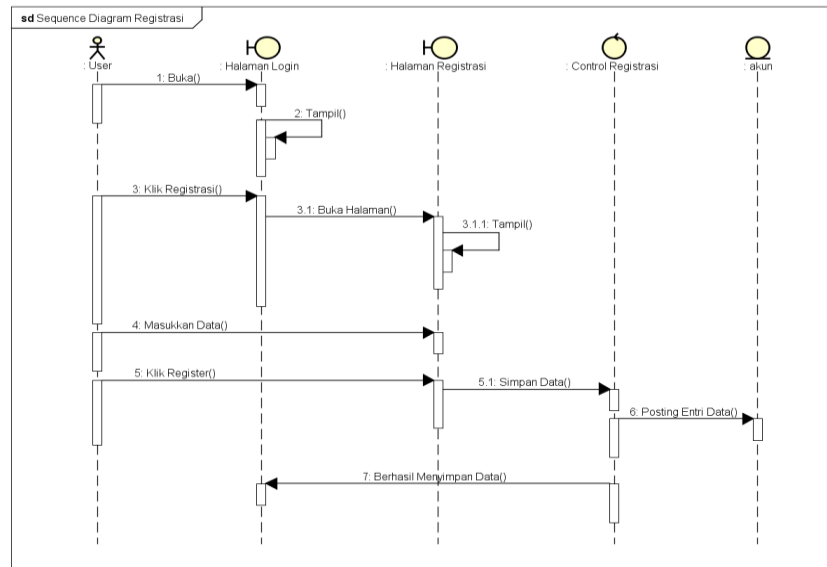 sd Sequence Diagram Registrasi
: User
: Halaman Login
: Halaman Registrasi
: Control Registrasi
: akun
1: Buka()
2: Tampil()
3: Klik Registrasi()
3.1: Buka Halaman()
3.1.1: Tampil()
4: Masukkan Data()
5: Klik Register()
5.1: Simpan Data()
6: Posting Entri Data()
7: Berhasil Menyimpan Data()